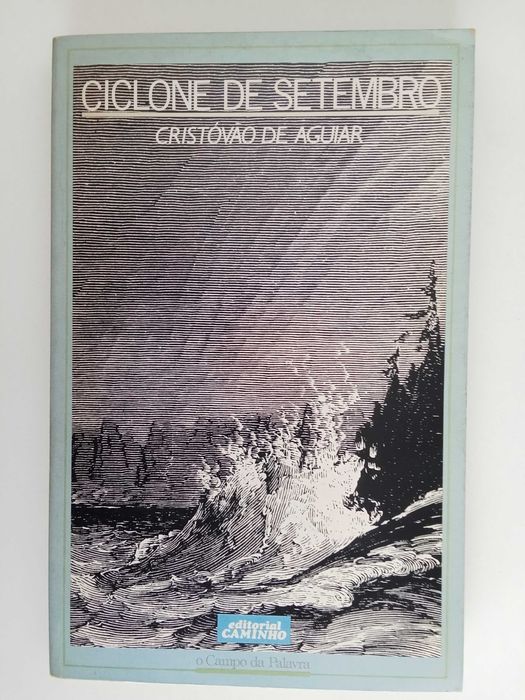 CICLONE DE SETEMBRO
CRISTÓVÃO DE AGUIAR
editorial
CAMINHO
o Campo da Palavra